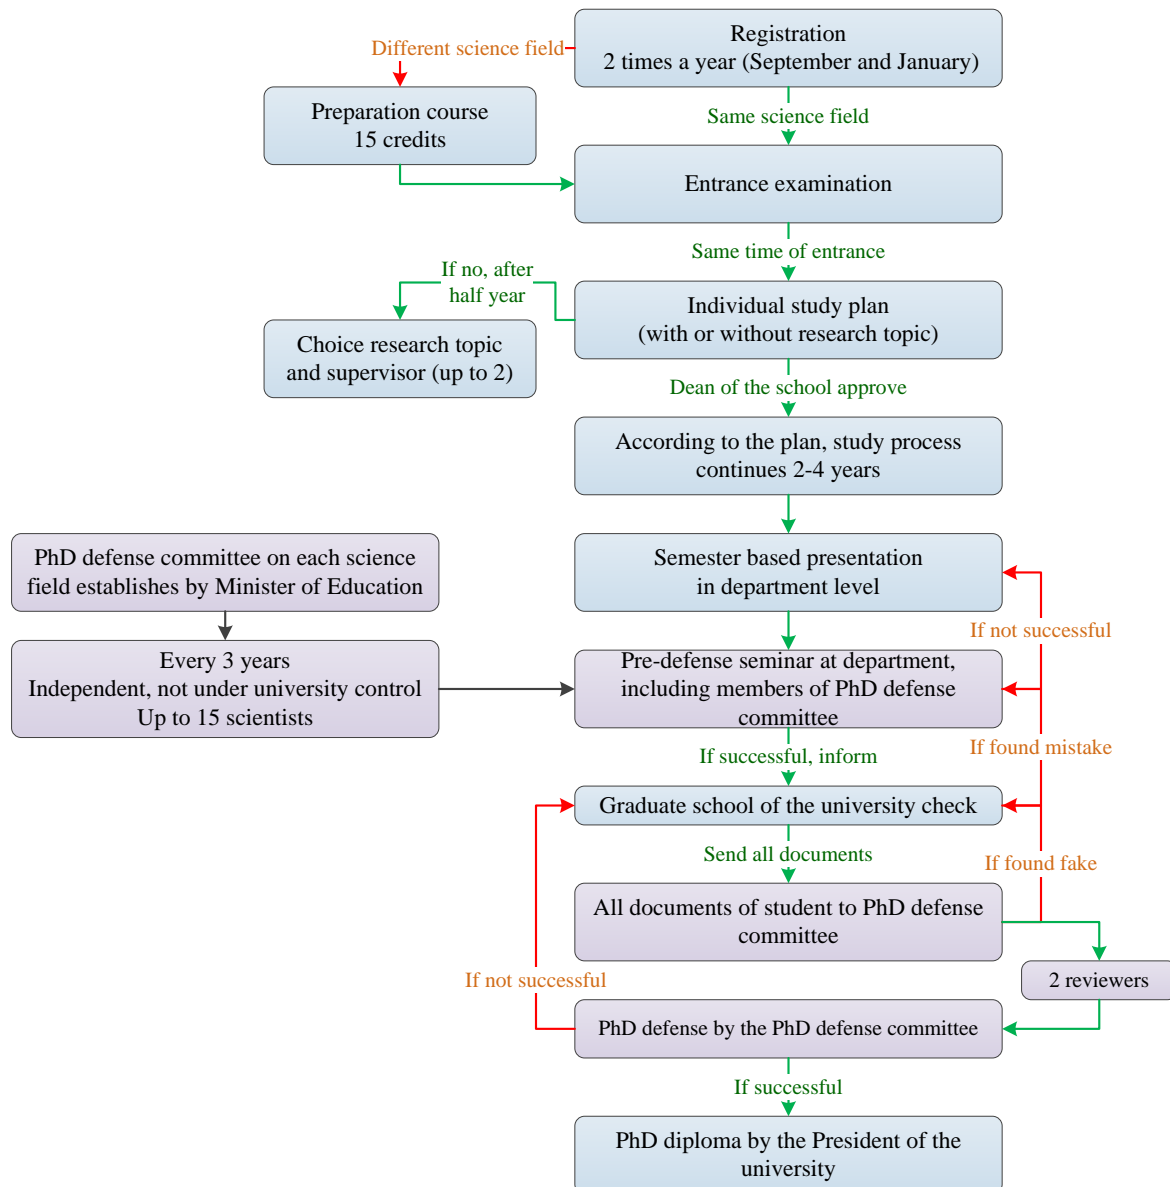 Registration
2 times a year (September and January)
Different science field
Preparation course
15 credits
Same science field
Entrance examination
Same time of entrance
If no, after
half year
Individual study plan
(with or without research topic)
Choice research topic
and supervisor (up to 2)
Dean of the school approve
According to the plan, study process
continues 2-4 years
PhD defense committee on each science
field establishes by Minister of Education
Semester based presentation
in department level
If not successful
Every 3 years
Independent, not under university control
Up to 15 scientists
Pre-defense seminar at department,
including members of PhD defense
committee
If successful, inform
If found mistake
Graduate school of the university check
Send all documents
If found fake
All documents of student to PhD defense
committee
If not successful
2 reviewers
PhD defense by the PhD defense committee
If successful
PhD diploma by the President of the
university